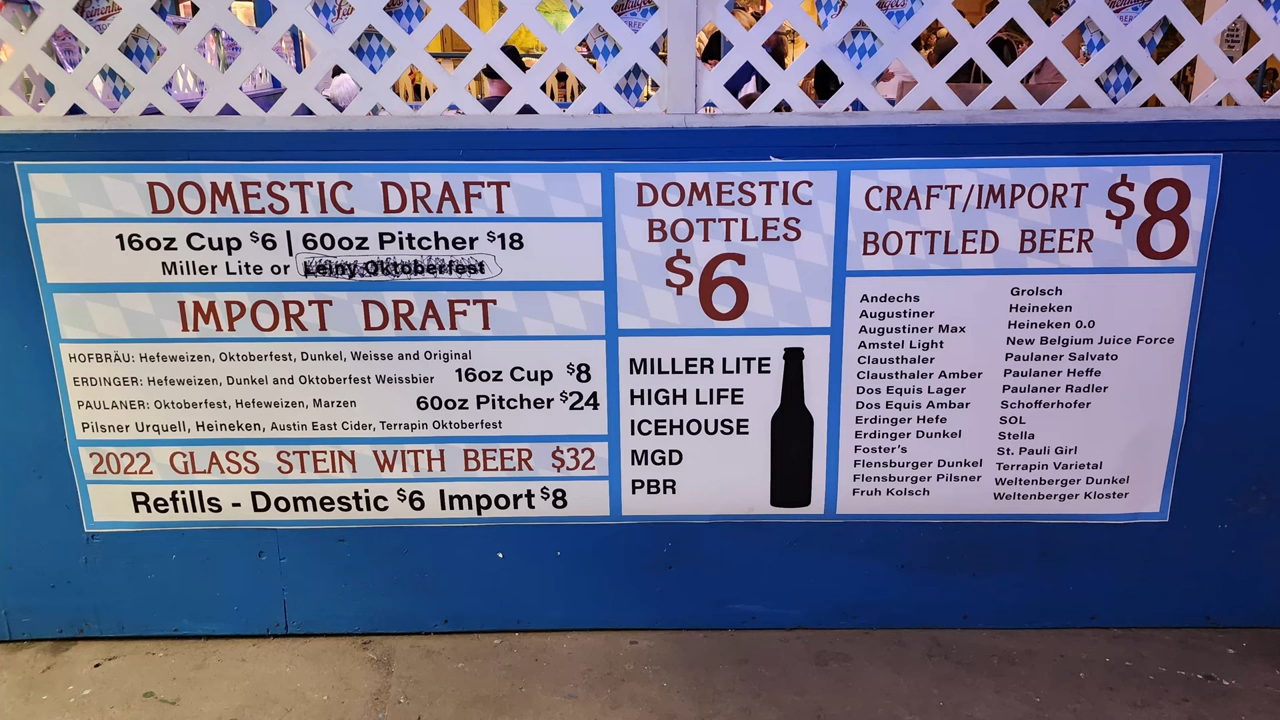 DOMESTIC DRAFT
16oz Cup $6 | 60oz Pitcher $18
Miller Lite or Leiny Oktoberfest
IMPORT DRAFT
HOFBRÄU: Hefeweizen, Oktoberfest, Dunkel, Weisse and Original
ERDINGER: Hefeweizen, Dunkel and Oktoberfest Weissbier
16oz Cup $8
PAULANER: Oktoberfest, Hefeweizen, Marzen
60oz Pitcher $24
Pilsner Urquell, Heineken, Austin East Cider, Terrapin Oktoberfest
2022 GLASS STEIN WITH BEER $32
Refills - Domestic $6 Import $8
DOMESTIC
BOTTLES
$6
MILLER LITE
HIGH LIFE
ICEHOUSE
MGD
PBR
CRAFT/IMPORT
BOTTLED BEER
$8
Andechs
Augustiner
Augustiner Max
Amstel Light
Clausthaler
Clausthaler Amber
Dos Equis Lager
Dos Equis Ambar
Erdinger Hefe
Erdinger Dunkel
Foster's
Flensburger Dunkel
Flensburger Pilsner
Fruh Kolsch
Grolsch
Heineken
Heineken 0.0
New Belgium Juice Force
Paulaner Salvato
Paulaner Heffe
Paulaner Radler
Schofferhofer
SOL
Stella
St. Pauli Girl
Terrapin Varietal
Weltenberger Dunkel
Weltenberger Kloster